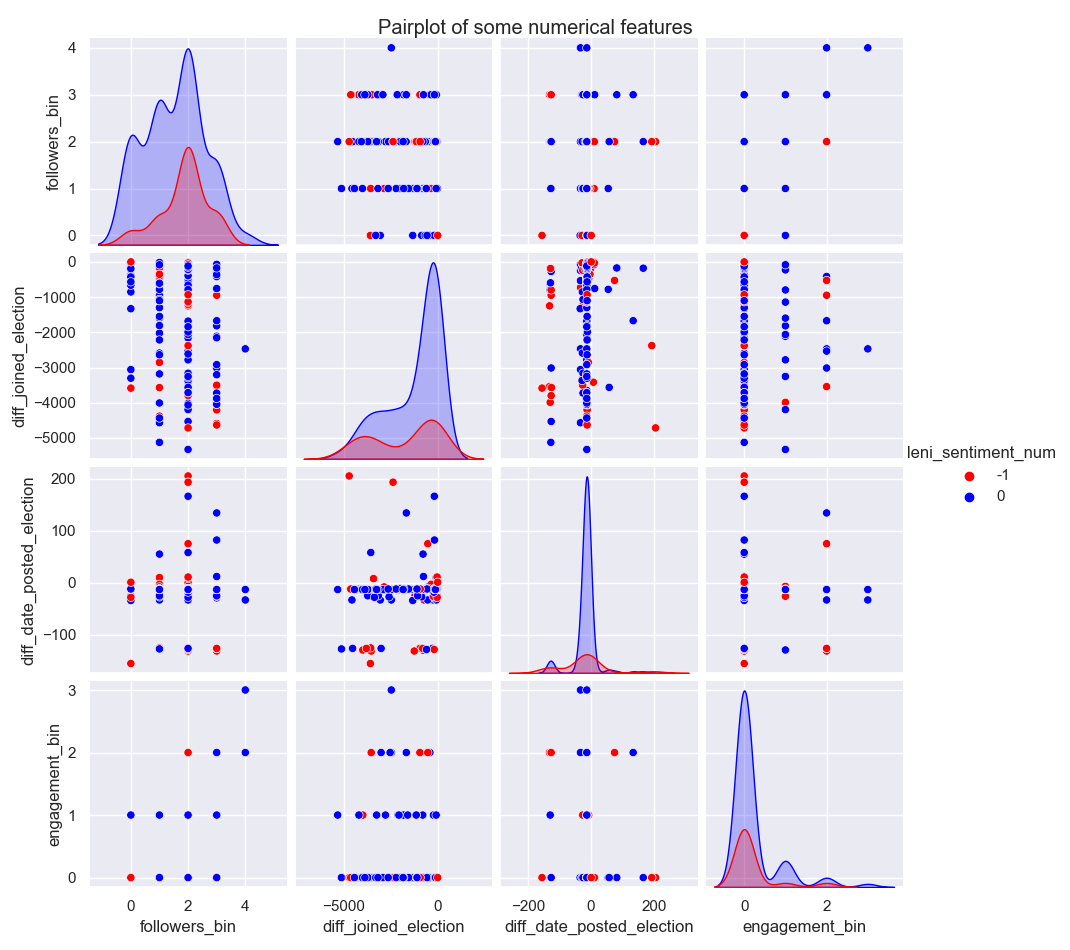 Pairplot of some numerical features
followers_bin
4
3
2
1
0
diff_joined_election
0
−1000
−2000
−3000
−4000
−5000
leni_sentiment_num
-1
0
diff_date_posted_election
200
100
0
−100
engagement_bin
3
2
1
0
0 2 4
−5000 0
−200 0 200
0 2
followers_bin diff_joined_election diff_date_posted_election engagement_bin